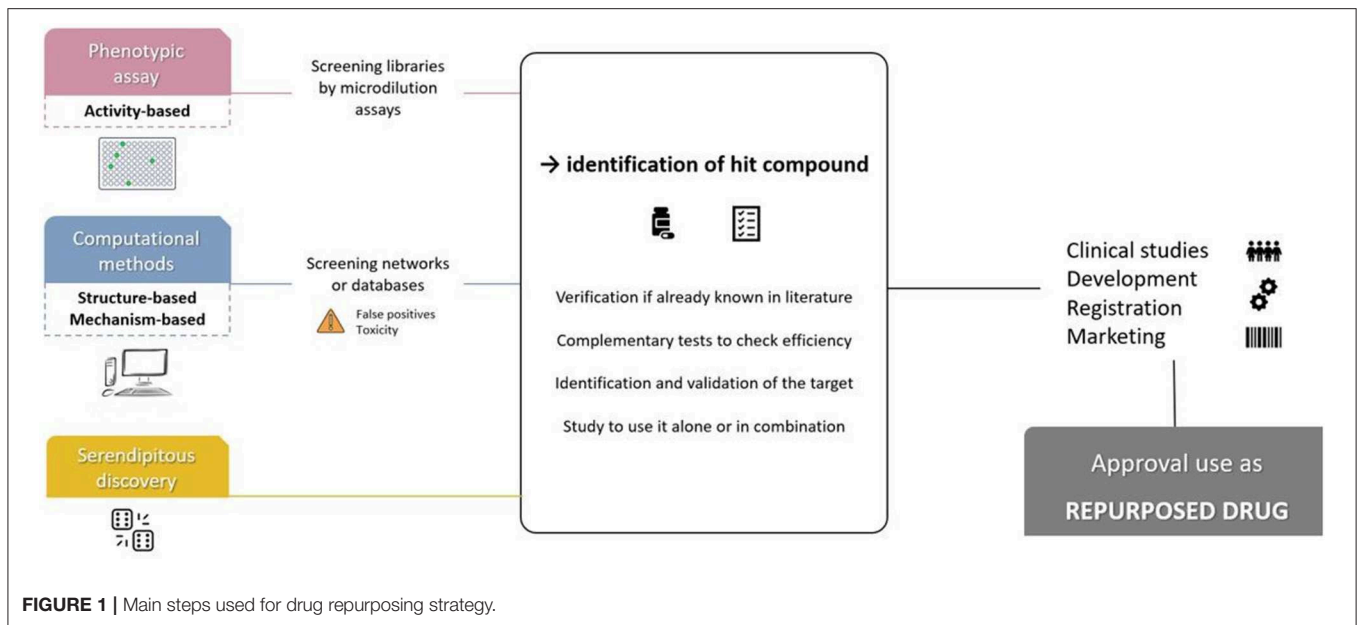 Phenotypic
assay
Activity-based
Screening libraries
by microdilution
assays
Computational
methods
Structure-based
Mechanism-based
Screening networks
or databases
False positives
Toxicity
Serendipitous
discovery
→ identification of hit compound
Verification if already known in literature
Complementary tests to check efficiency
Identification and validation of the target
Study to use it alone or in combination
Clinical studies
Development
Registration
Marketing
Approval use as
REPURPOSED DRUG
FIGURE 1 | Main steps used for drug repurposing strategy.